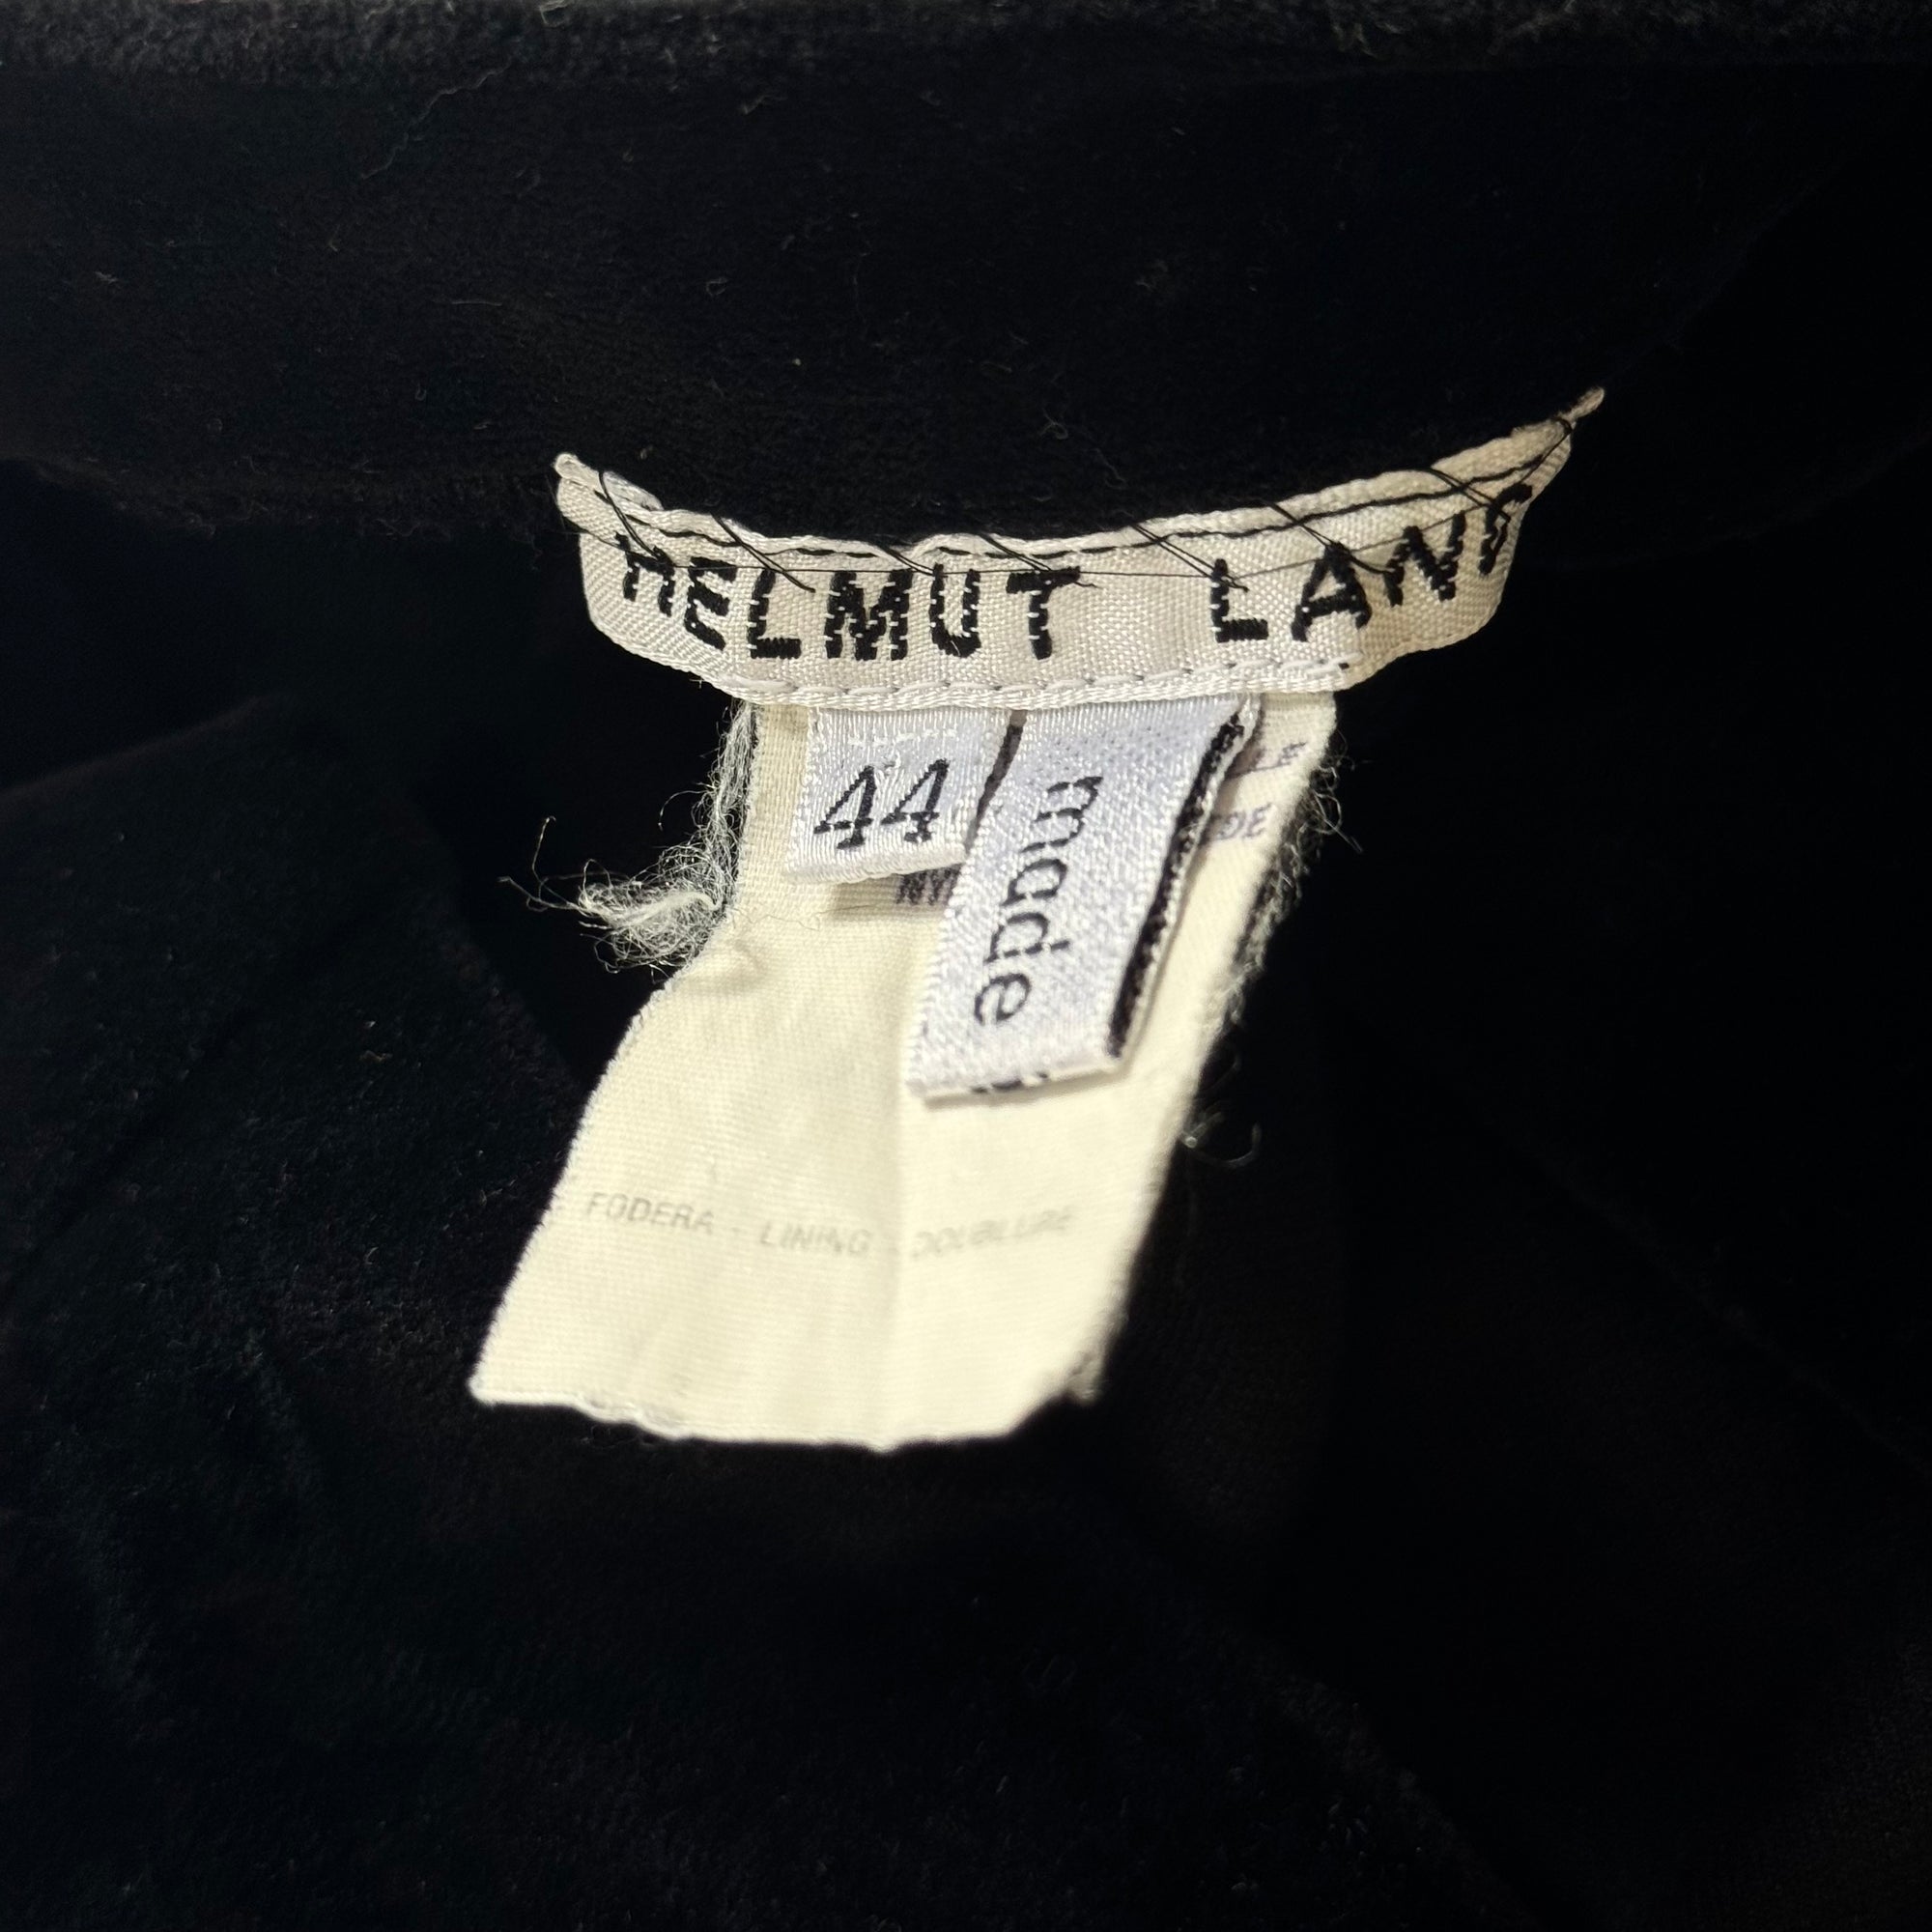 HELMUT LANG
44
made
FODERA - LINING - DOUBLURE